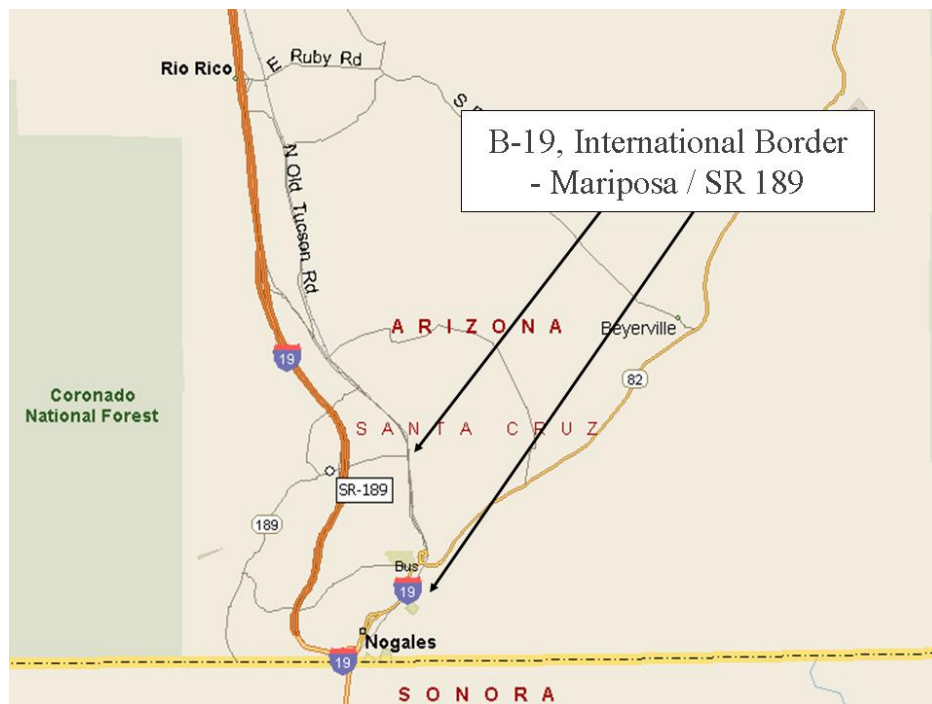 Rio Rico
E Ruby Rd
B-19, International Border
- Mariposa / SR 189
N Old Tucson Rd
ARIZONA
Beyerville
19
82
Coronado
National Forest
SANTA CRUZ
SR-189
189
Bus
19
Nogales
19
SONORA